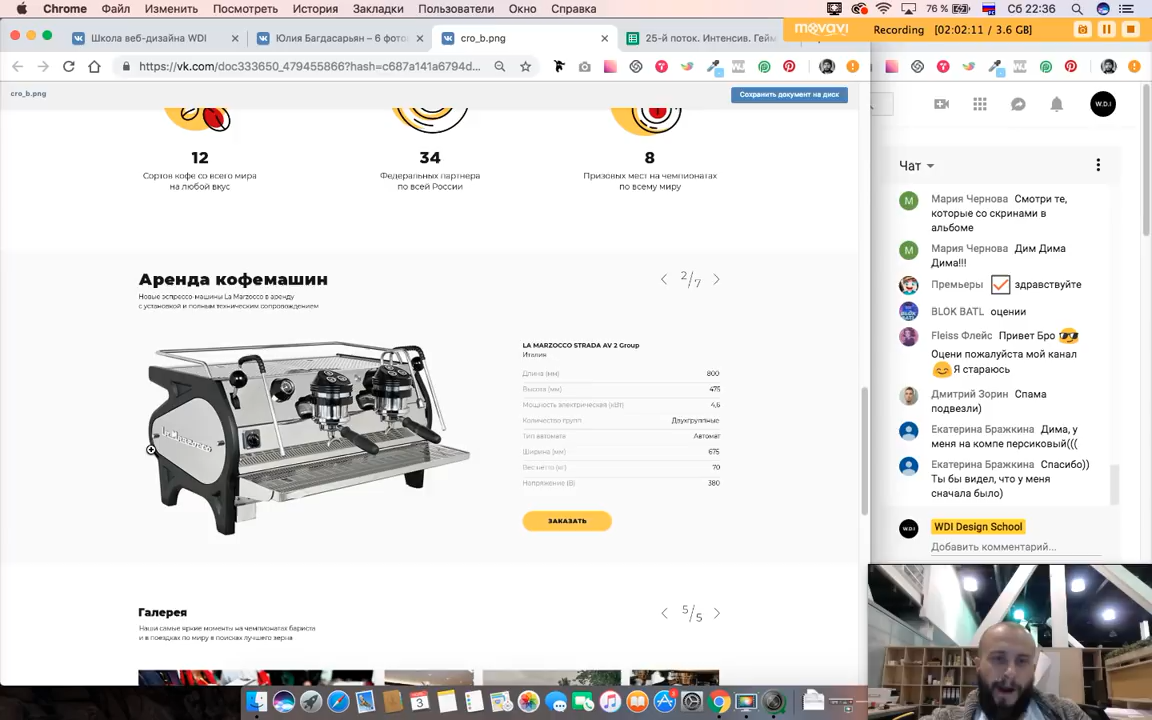 Chrome Файл Править Посмотреть История Закладки Пользователи Окно Справка
76 % Сб 22:36
movavi
Recording [02:02:11 / 3.6 GB]
Школа веб-дизайна WDI
Юлия Багдасарьян – 6 фото
cro_b.png
25-й поток. Интенсив. Гейм
https://vk.com/doc333650_479455866?hash=c687a141a6794d...
cro_b.png
Сохранить документ на диск
12
Сортов кофе со всего мира
на любой вкус
34
Федеральных партнера
по всей России
8
Призовых мест на чемпионатах
по всему миру
Аренда кофемашин
Новые эспрессо-машины La Marzocco в аренду
с установкой и полным техническим сопровождением
2/7
LA MARZOCCO STRADA AV 2 Group
Италия
Длина (мм) 800
Высота (мм) 475
Мощность электрическая (кВт) 4,6
Количество групп Двухгруппные
Тип автомата Автомат
Ширина (мм) 675
Вес нетто (кг) 70
Напряжение (В) 380
ЗАКАЗАТЬ
La Marzocco
Галерея
Наши самые яркие моменты на чемпионатах бариста
и в поездках по миру в поисках лучшего зерна
5/5
W.D.I
Чат
Мария Чернова Смотри те,
которые со скринами в
альбоме
Мария Чернова Дим Дима
Дима!!!
Премьеры здравствуйте
BLOK BATL оцении
Fleiss Флейс Привет Бро
Оцени пожалуйста мой канал
Я стараюсь
Дмитрий Зорин Спама
подвезли)
Екатерина Бражкина Дима, у
меня на компе персиковый(((
Екатерина Бражкина Спасибо))
Ты бы видел, что у меня
сначала было)
W.D.I
WDI Design School
Добавить комментарий...